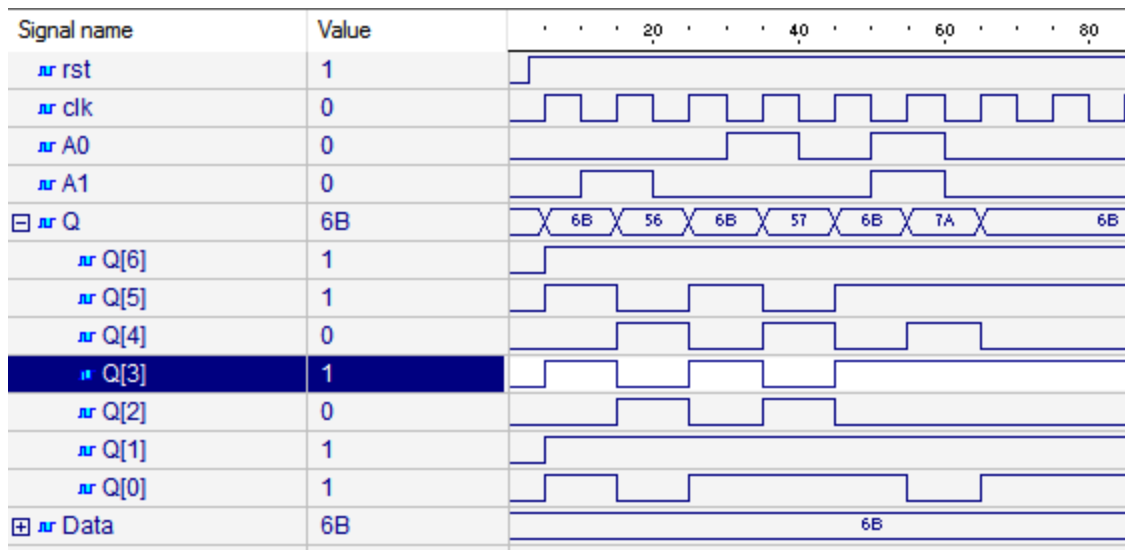 Signal name Value 20 40 60 80
rst 1
clk 0
A0 0
A1 0
Q 6B 6B 56 6B 57 6B 7A 6B
Q[6] 1
Q[5] 1
Q[4] 0
Q[3] 1
Q[2] 0
Q[1] 1
Q[0] 1
Data 6B 6B